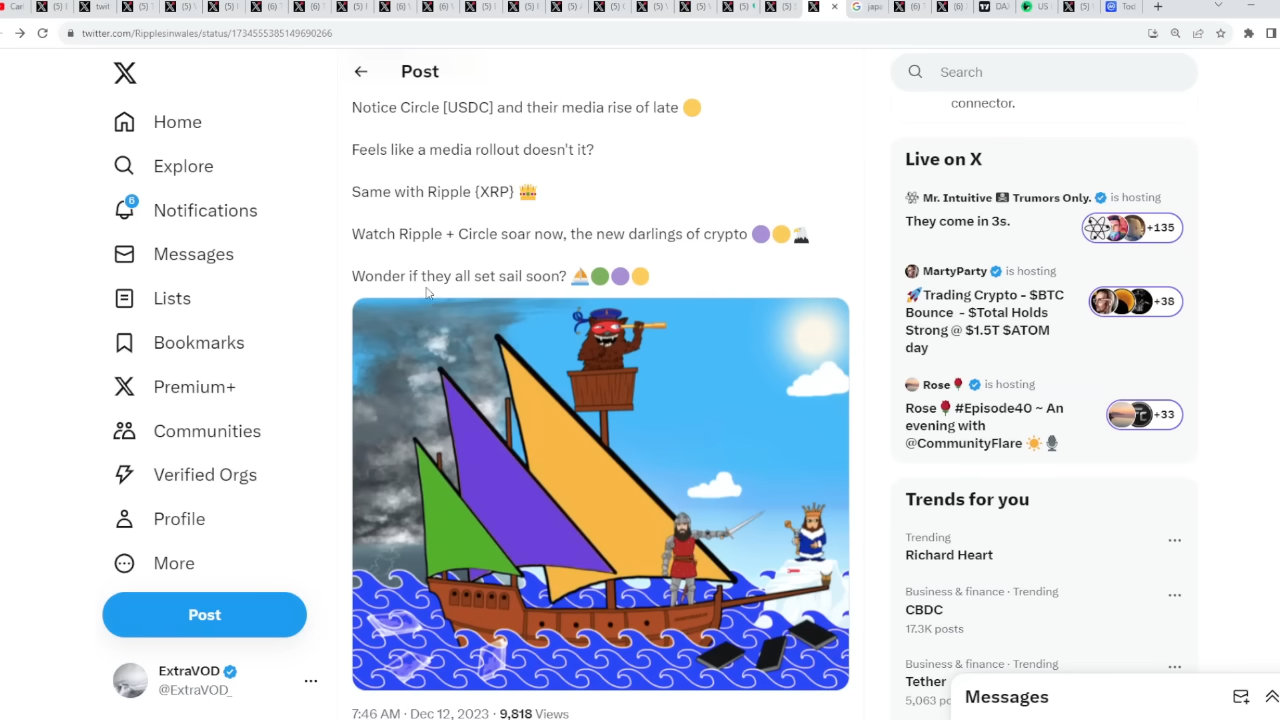 twitter.com/Ripplesinwales/status/1734555385149690266
Home
Explore
6
Notifications
Messages
Lists
Bookmarks
Premium+
Communities
Verified Orgs
Profile
More
Post
ExtraVOD
@ExtraVOD_
Post
Notice Circle [USDC] and their media rise of late 🟡
Feels like a media rollout doesn't it?
Same with Ripple {XRP} 👑
Watch Ripple + Circle soar now, the new darlings of crypto 🟣🟡🦅
Wonder if they all set sail soon? ⛵🟢🟣🟡
7:46 AM · Dec 12, 2023 · 9,818 Views
Search
connector.
Live on X
Mr. Intuitive 🏴‍☠️ Trumors Only. is hosting
They come in 3s.
+135
MartyParty is hosting
🚀Trading Crypto - $BTC
Bounce - $Total Holds
Strong @ $1.5T $ATOM
day
+38
Rose🌹 is hosting
Rose🌹#Episode40 ~ An
evening with
@CommunityFlare ☀️🎙️
+33
Trends for you
Trending
Richard Heart
Business & finance · Trending
CBDC
17.3K posts
Business & finance · Trending
Tether
Messages